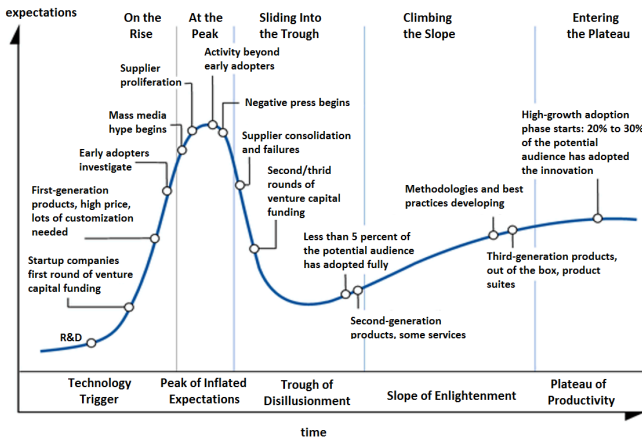 expectations
On the
Rise
At the
Peak
Sliding Into
the Trough
Climbing
the Slope
Entering
the Plateau
Activity beyond
early adopters
Supplier
proliferation
Negative press begins
Mass media
hype begins
High-growth adoption
phase starts: 20% to 30%
of the potential
audience has adopted
the innovation
Supplier consolidation
and failures
Early adopters
investigate
Second/thrid
rounds of
venture capital
funding
First-generation
products, high price,
lots of customization
needed
Methodologies and best
practices developing
Less than 5 percent of
the potential audience
has adopted fully
Startup companies
first round of venture
capital funding
Third-generation products,
out of the box, product
suites
Second-generation
products, some services
R&D
Technology
Trigger
Peak of Inflated
Expectations
Trough of
Disillusionment
Slope of Enlightenment
Plateau of
Productivity
time